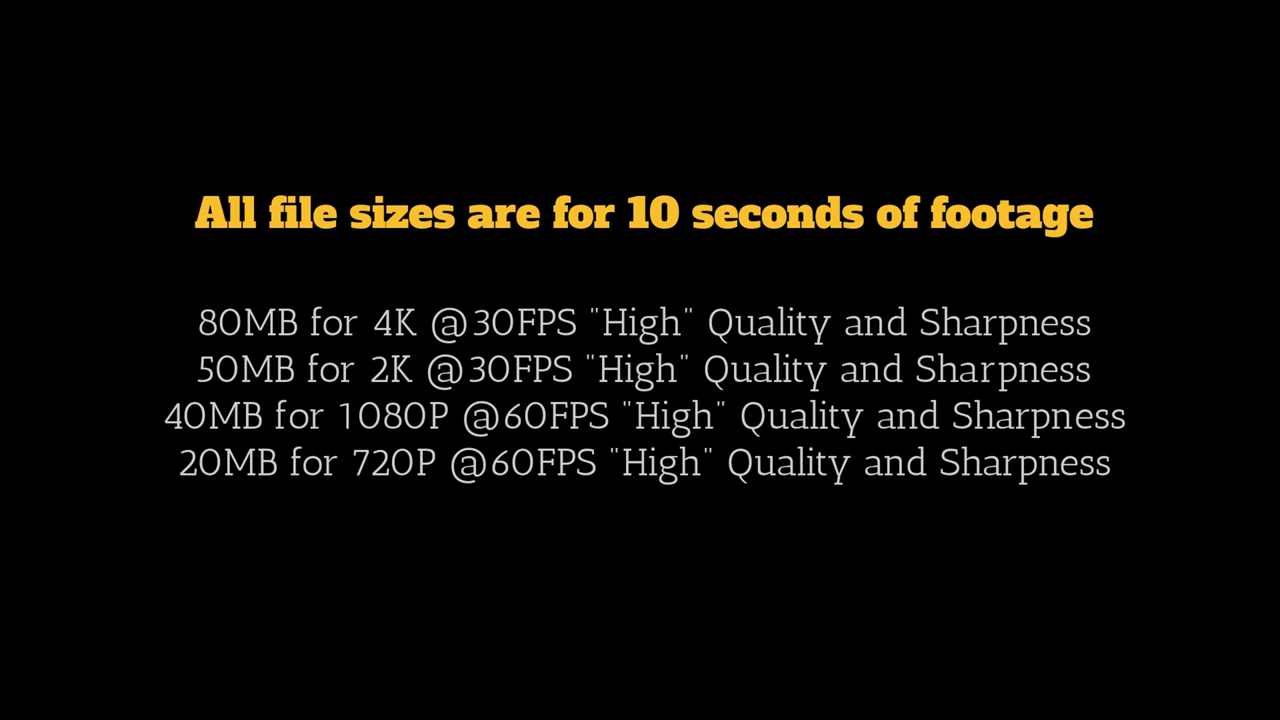 All file sizes are for 10 seconds of footage
80MB for 4K @30FPS "High" Quality and Sharpness
50MB for 2K @30FPS "High" Quality and Sharpness
40MB for 1080P @60FPS "High" Quality and Sharpness
20MB for 720P @60FPS "High" Quality and Sharpness